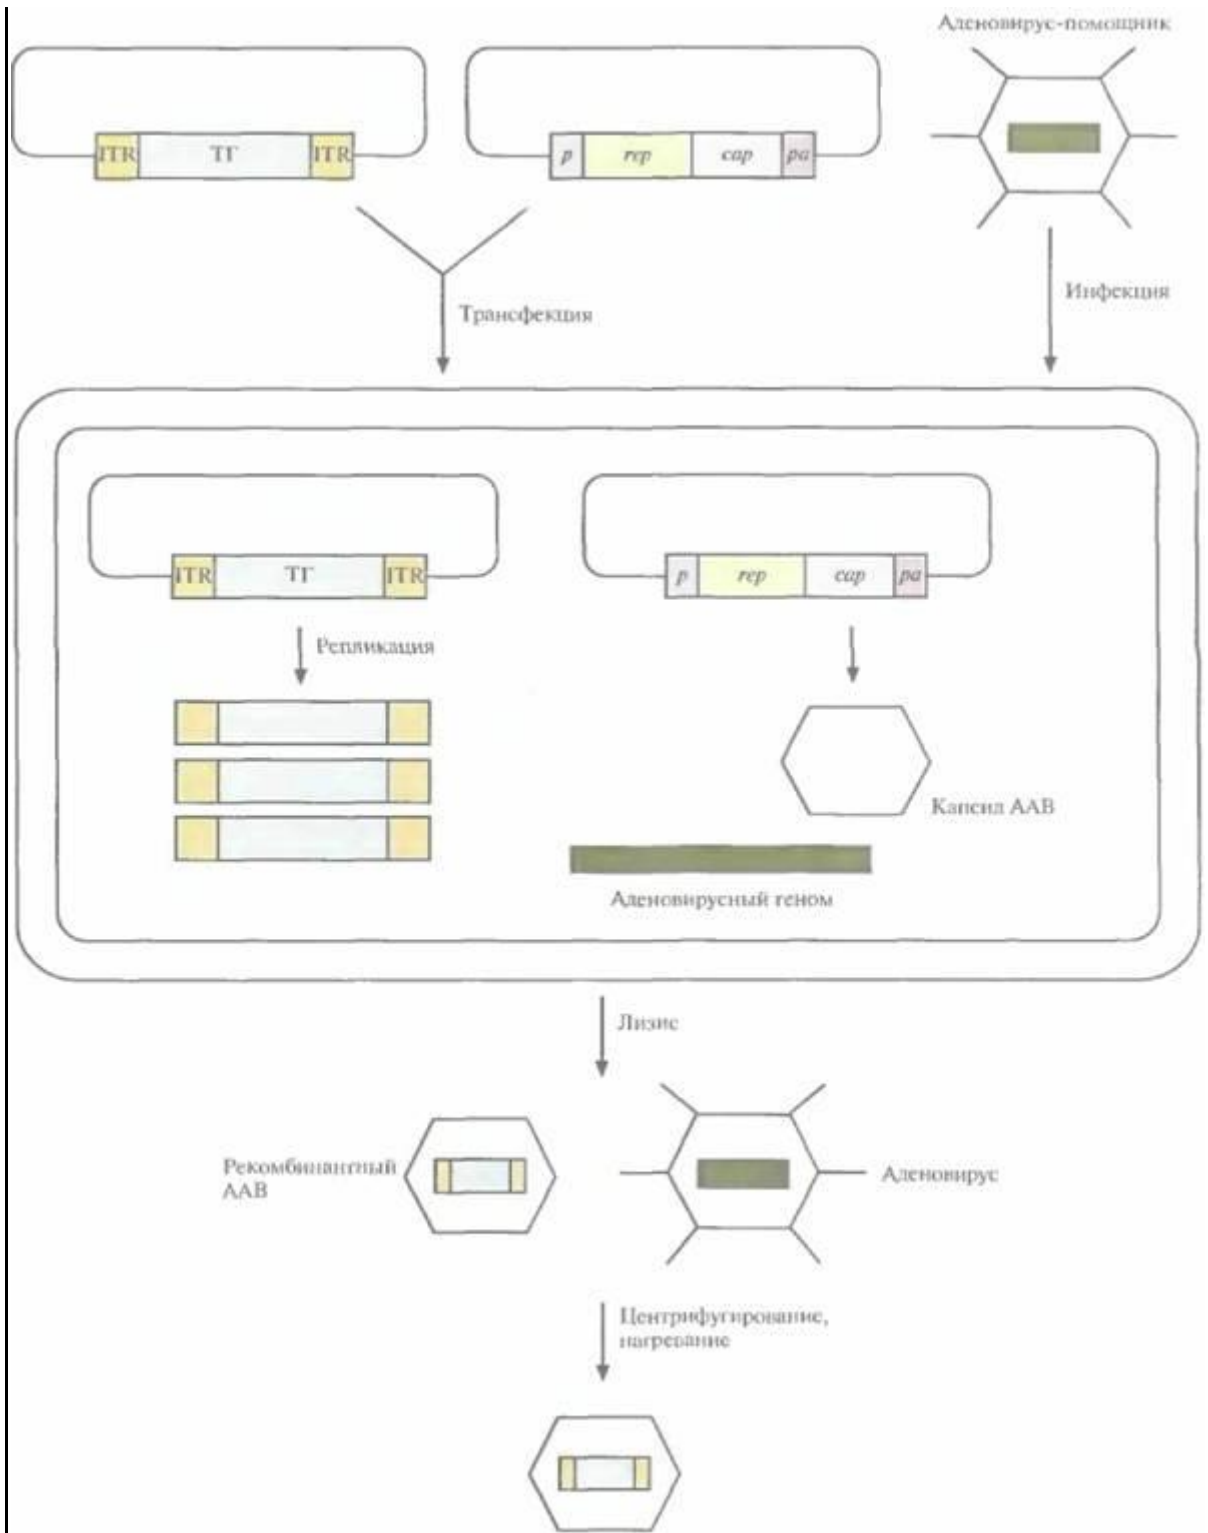 Аденовирус-помощник
ITR ТГ ITR
p rep cap pa
Трансфекция
Инфекция
ITR ТГ ITR
p rep cap pa
Репликация
Капсид ААВ
Аденовирусный геном
Лизис
Рекомбинантный
ААВ
Аденовирус
Центрифугирование,
нагревание